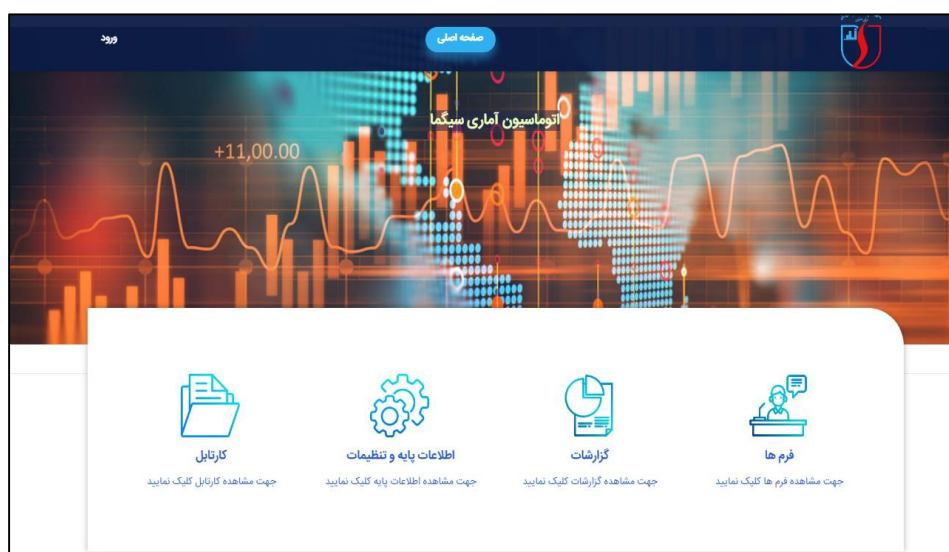 صفحه اصلی
ورود
اتوماسیون آماری سیگما
+11,00.00
فرم ها
جهت مشاهده فرم ها کلیک نمایید
گزارشات
جهت مشاهده گزارشات کلیک نمایید
اطلاعات پایه و تنظیمات
جهت مشاهده اطلاعات پایه کلیک نمایید
کارتابل
جهت مشاهده کارتابل کلیک نمایید